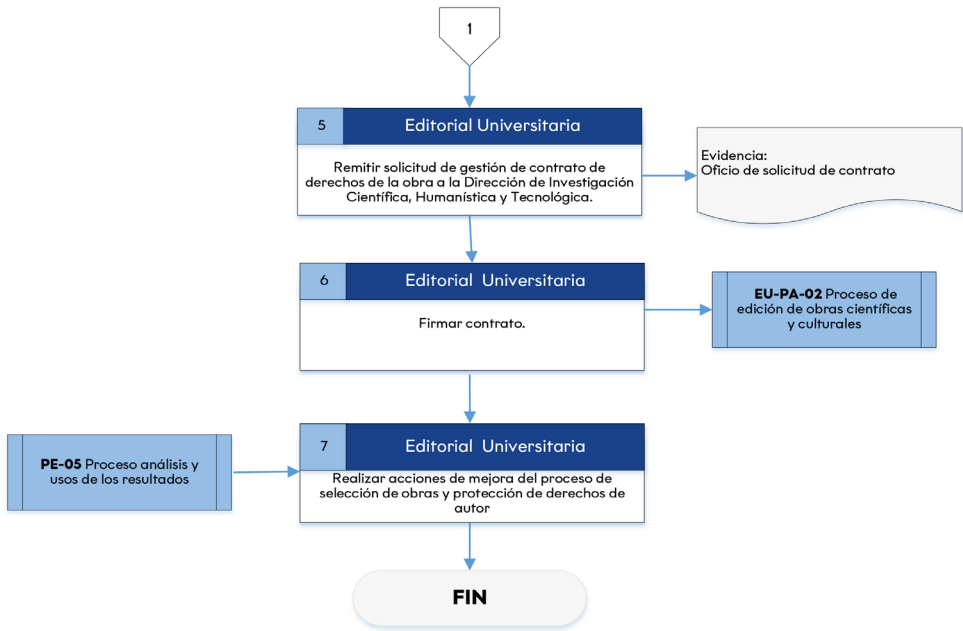 1
5
Editorial Universitaria
Remitir solicitud de gestión de contrato de
derechos de la obra a la Dirección de Investigación
Científica, Humanística y Tecnológica.
Evidencia:
Oficio de solicitud de contrato
6
Editorial Universitaria
Firmar contrato.
EU-PA-02 Proceso de
edición de obras científicas
y culturales
7
Editorial Universitaria
Realizar acciones de mejora del proceso de
selección de obras y protección de derechos de
autor
PE-05 Proceso análisis y
usos de los resultados
FIN